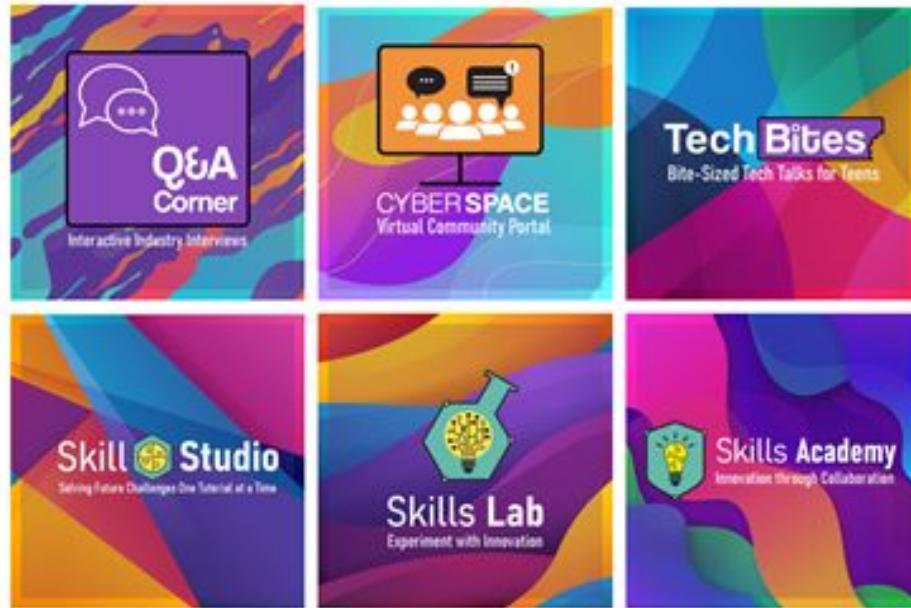 Q&A
Corner
Interactive Industry Interviews
CYBER SPACE
Virtual Community Portal
Tech Bites
Bite-Sized Tech Talks for Teens
Skill Studio
Solving Future Challenges One Tutorial at a Time
Skills Lab
Experiment with Innovation
Skills Academy
Innovation through Collaboration